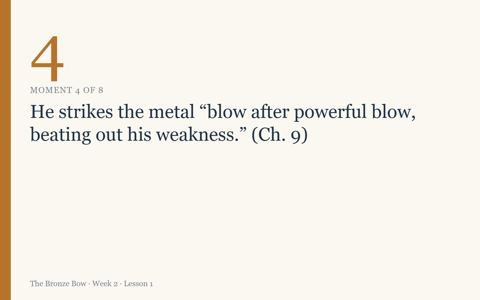 4
MOMENT 4 OF 8
He strikes the metal “blow after powerful blow,
beating out his weakness.” (Ch. 9)
The Bronze Bow · Week 2 · Lesson 1